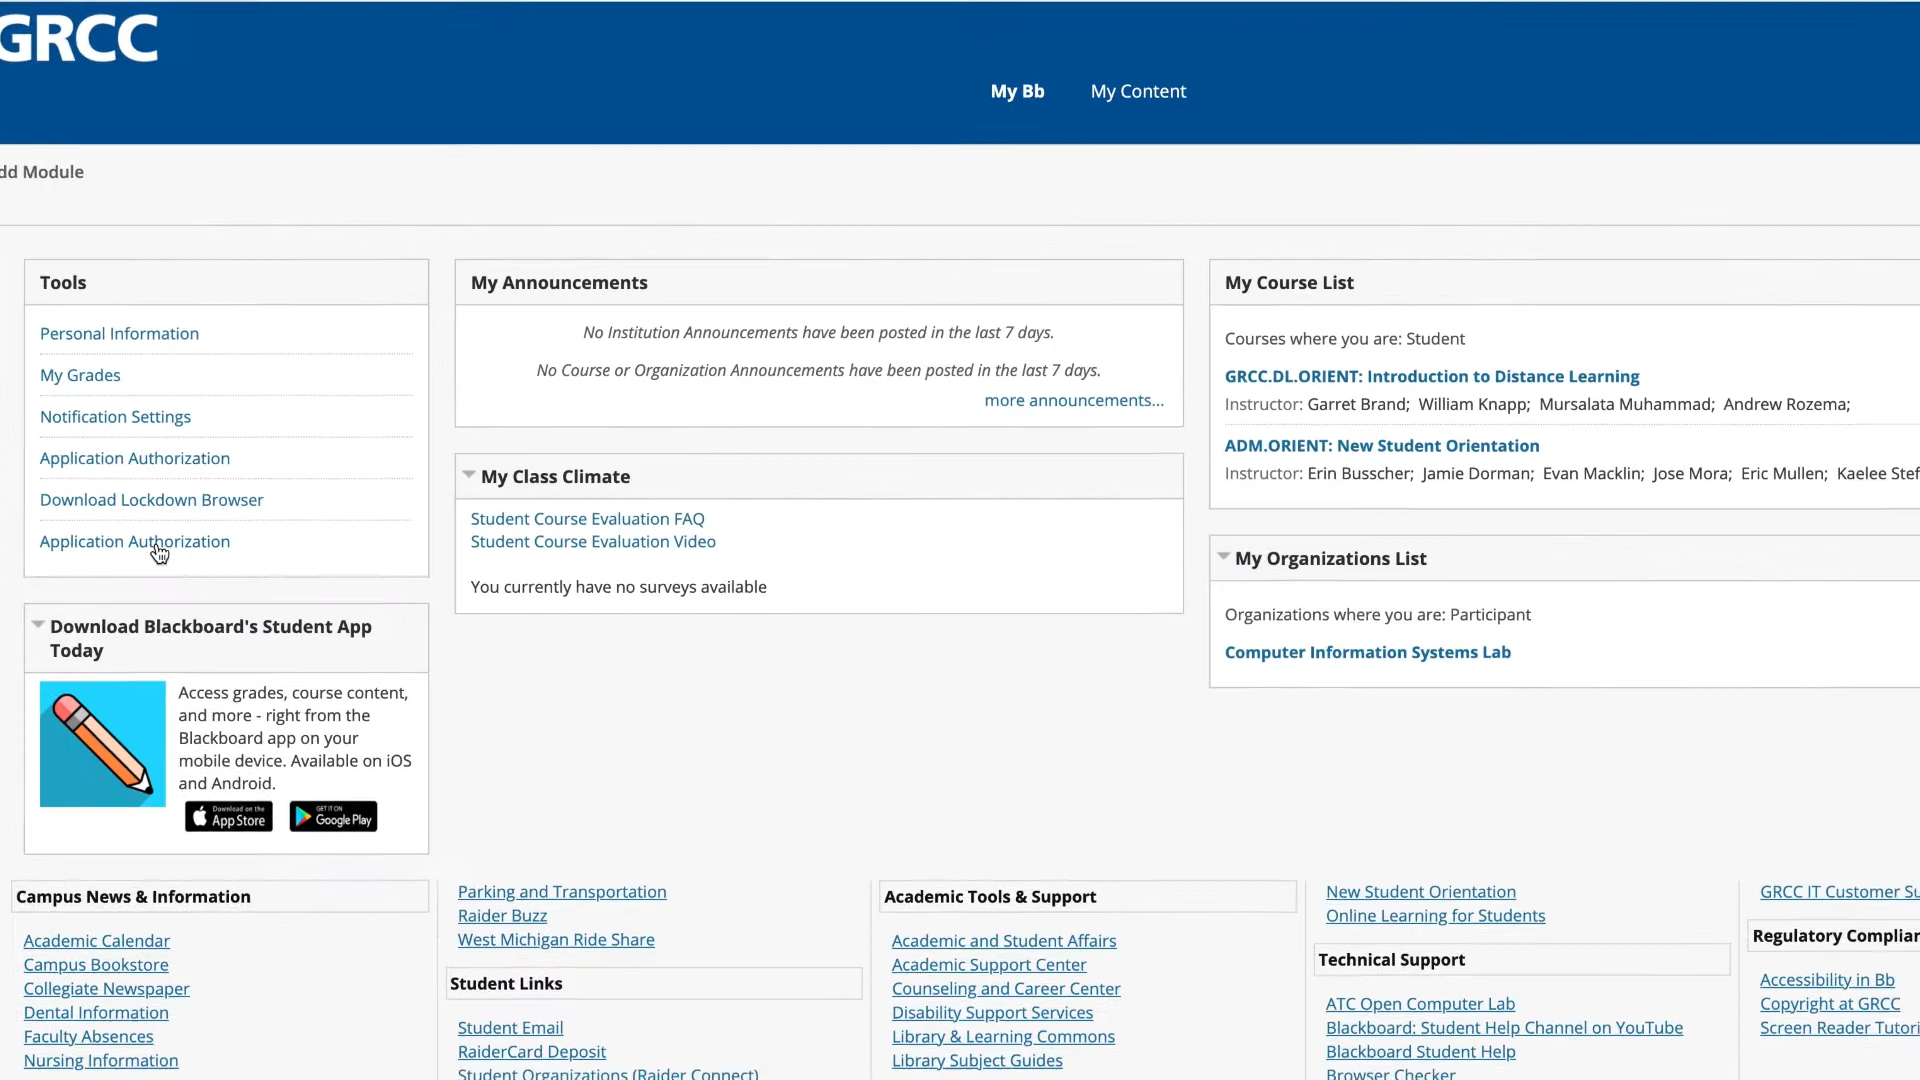 GRCC
My Bb
My Content
dd Module
Tools
Personal Information
My Grades
Notification Settings
Application Authorization
Download Lockdown Browser
Application Authorization
Download Blackboard's Student App
Today
Access grades, course content,
and more - right from the
Blackboard app on your
mobile device. Available on iOS
and Android.
Download on the
App Store
GET IT ON
Google Play
My Announcements
No Institution Announcements have been posted in the last 7 days.
No Course or Organization Announcements have been posted in the last 7 days.
more announcements...
My Class Climate
Student Course Evaluation FAQ
Student Course Evaluation Video
You currently have no surveys available
My Course List
Courses where you are: Student
GRCC.DL.ORIENT: Introduction to Distance Learning
Instructor: Garret Brand; William Knapp; Mursalata Muhammad; Andrew Rozema;
ADM.ORIENT: New Student Orientation
Instructor: Erin Busscher; Jamie Dorman; Evan Macklin; Jose Mora; Eric Mullen; Kaelee Stef
My Organizations List
Organizations where you are: Participant
Computer Information Systems Lab
Campus News & Information
Academic Calendar
Campus Bookstore
Collegiate Newspaper
Dental Information
Faculty Absences
Nursing Information
Parking and Transportation
Raider Buzz
West Michigan Ride Share
Student Links
Student Email
RaiderCard Deposit
Student Organizations (Raider Connect)
Academic Tools & Support
Academic and Student Affairs
Academic Support Center
Counseling and Career Center
Disability Support Services
Library & Learning Commons
Library Subject Guides
New Student Orientation
Online Learning for Students
Technical Support
ATC Open Computer Lab
Blackboard: Student Help Channel on YouTube
Blackboard Student Help
Browser Checker
GRCC IT Customer Su
Regulatory Complian
Accessibility in Bb
Copyright at GRCC
Screen Reader Tutori